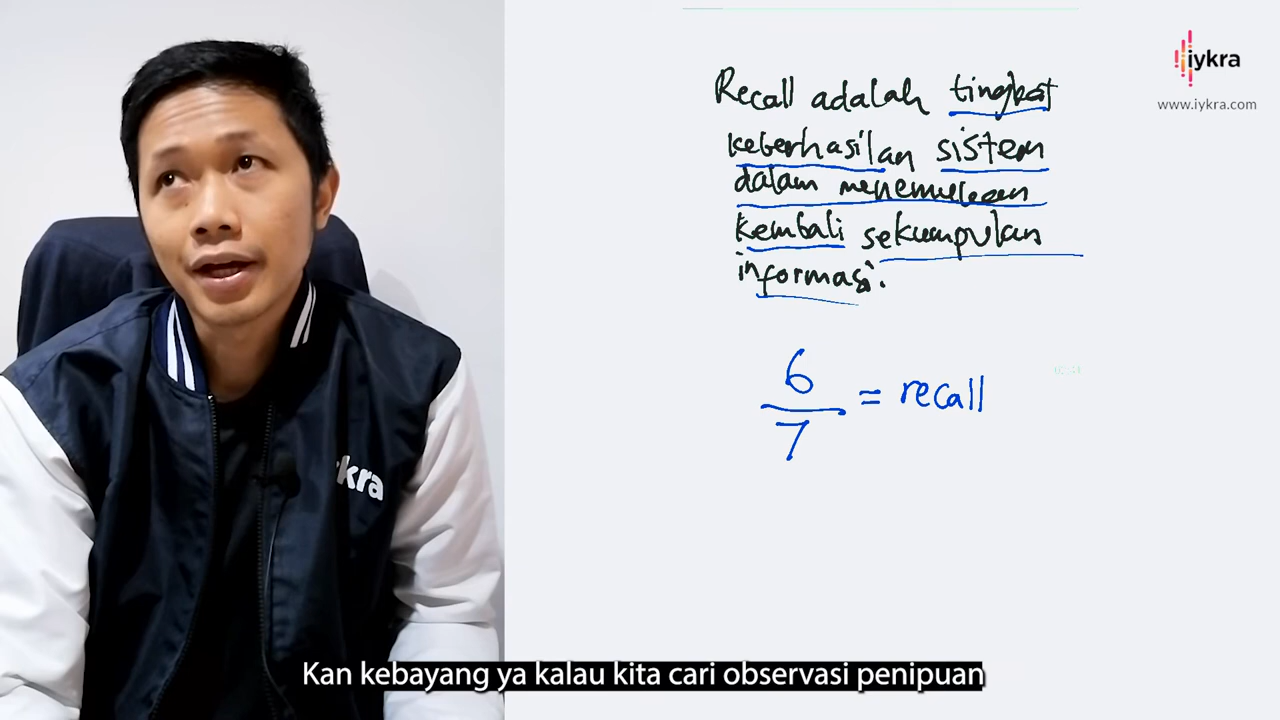 iykra
www.iykra.com
Recall adalah tingkat
keberhasilan sistem
dalam menemukan
kembali sekumpulan
informasi.
6
7
= recall
kra
Kan kebayang ya kalau kita cari observasi penipuan